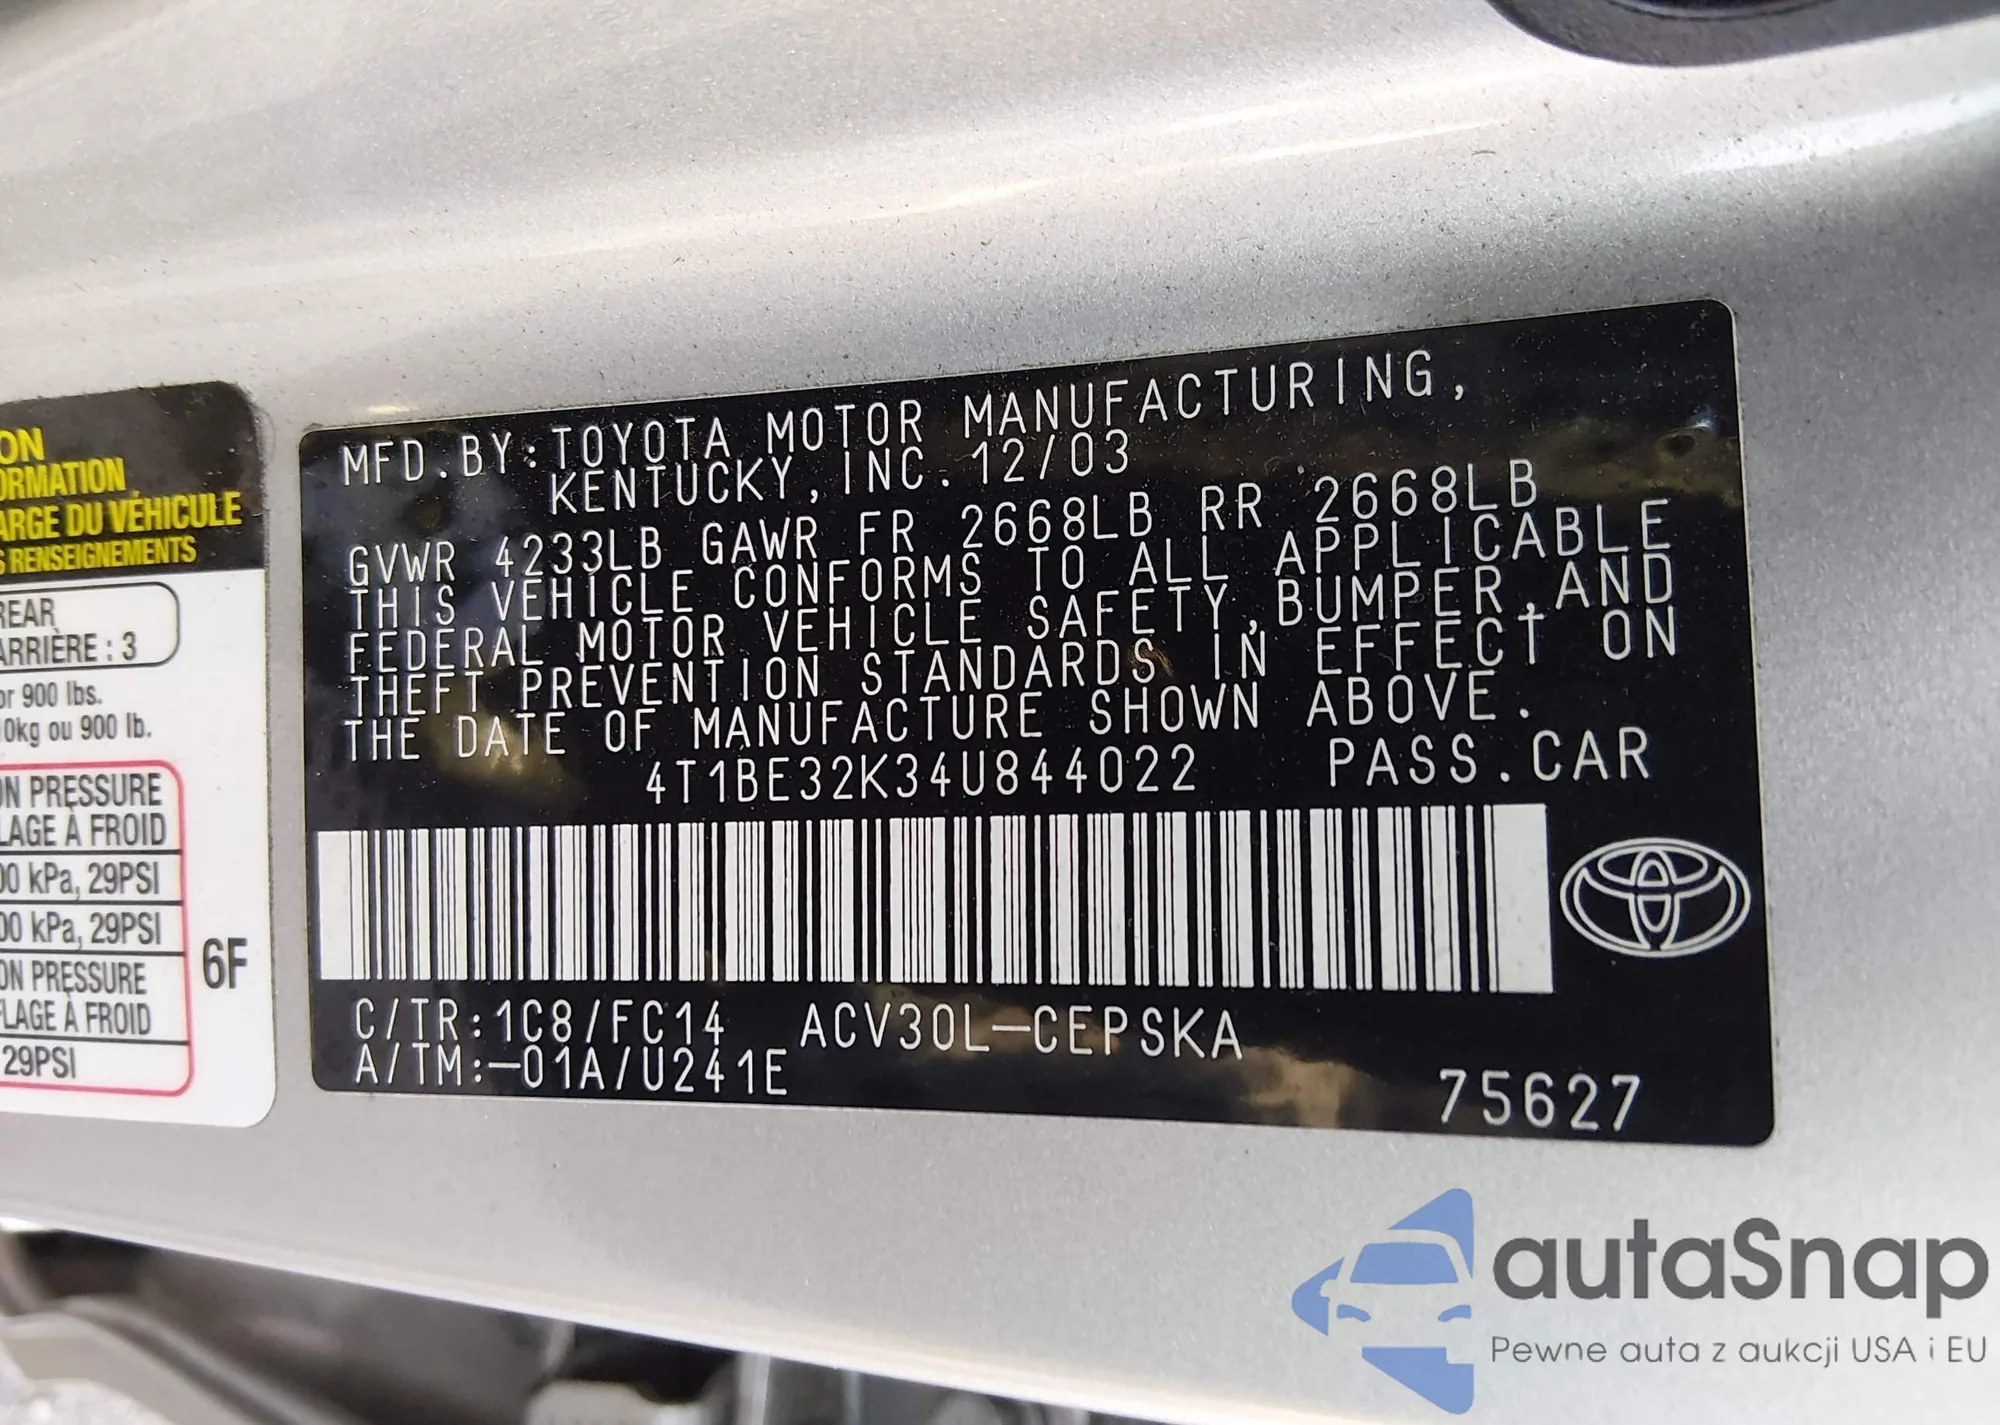 ON
ORMATION
ARGE DU VÉHICULE
S RENSEIGNEMENTS
REAR
ARRIÈRE : 3
or 900 lbs.
0kg ou 900 lb.
ON PRESSURE
LAGE À FROID
00 kPa, 29PSI
00 kPa, 29PSI
ON PRESSURE
FLAGE À FROID
29PSI
6F
MFD.BY:TOYOTA MOTOR MANUFACTURING,
KENTUCKY, INC. 12/03
GVWR 4233LB GAWR FR 2668LB RR 2668LB
THIS VEHICLE CONFORMS TO ALL APPLICABLE
FEDERAL MOTOR VEHICLE SAFETY,BUMPER,AND
THEFT PREVENTION STANDARDS IN EFFECT ON
THE DATE OF MANUFACTURE SHOWN ABOVE.
4T1BE32K34U844022 PASS.CAR
C/TR:1C8/FC14 ACV30L-CEPSKA
A/TM:-01A/U241E
75627
autaSnap
Pewne auta z aukcji USA i EU